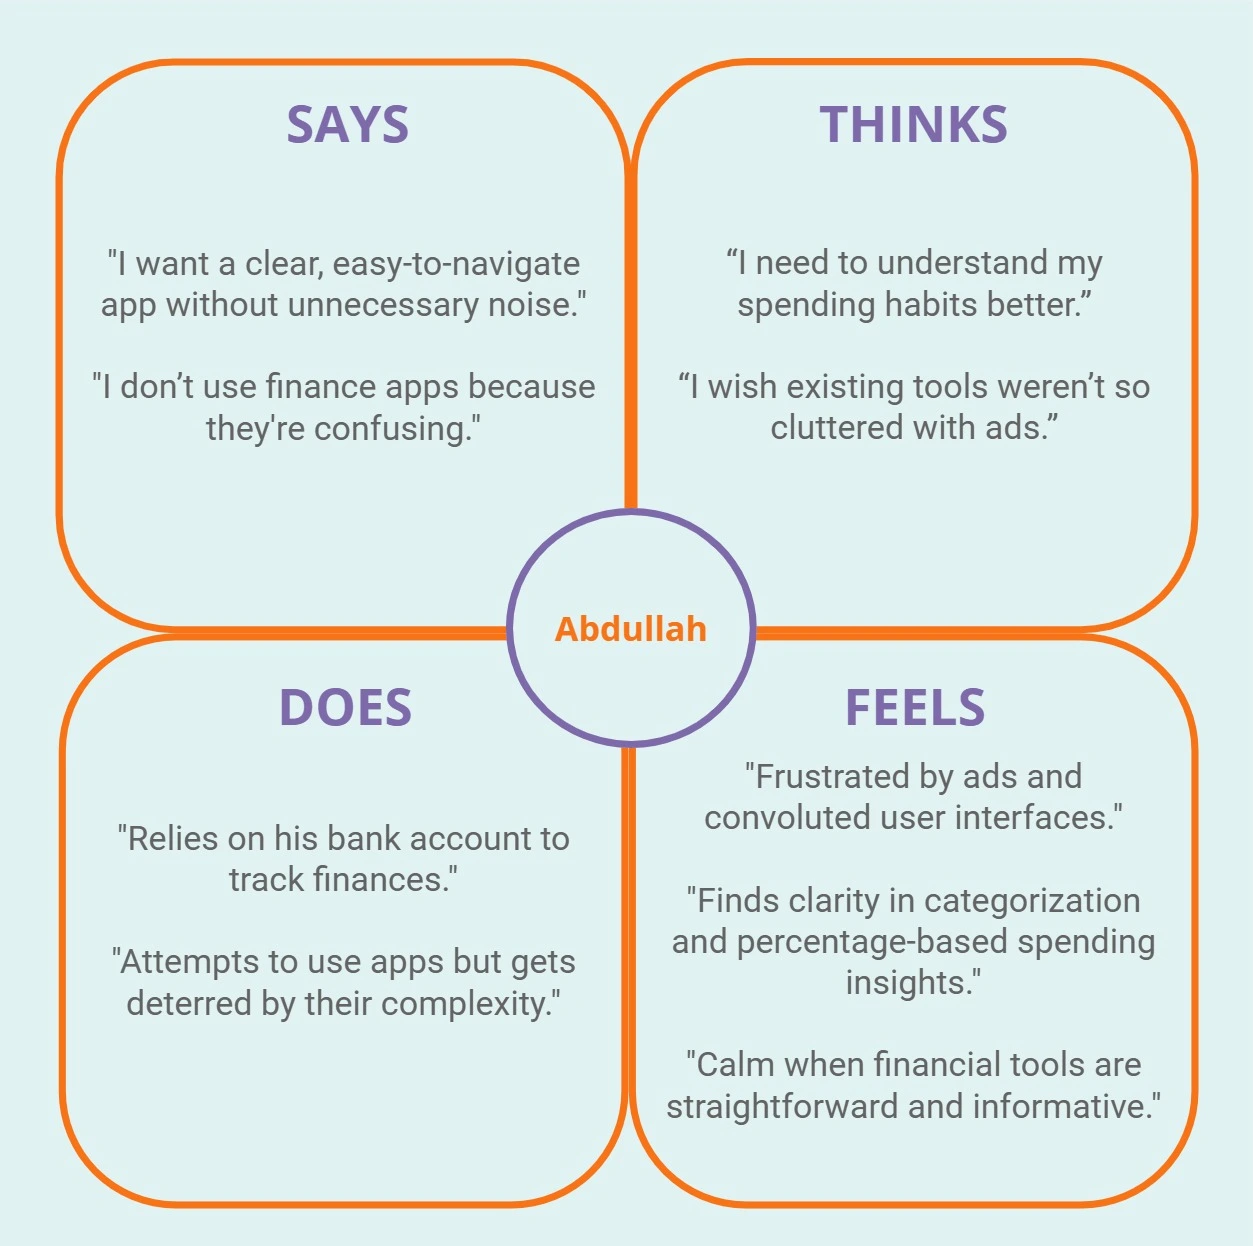 SAYS
"I want a clear, easy-to-navigate
app without unnecessary noise."
"I don’t use finance apps because
they're confusing."
THINKS
“I need to understand my
spending habits better.”
“I wish existing tools weren’t so
cluttered with ads.”
Abdullah
DOES
"Relies on his bank account to
track finances."
"Attempts to use apps but gets
deterred by their complexity."
FEELS
"Frustrated by ads and
convoluted user interfaces."
"Finds clarity in categorization
and percentage-based spending
insights."
"Calm when financial tools are
straightforward and informative."